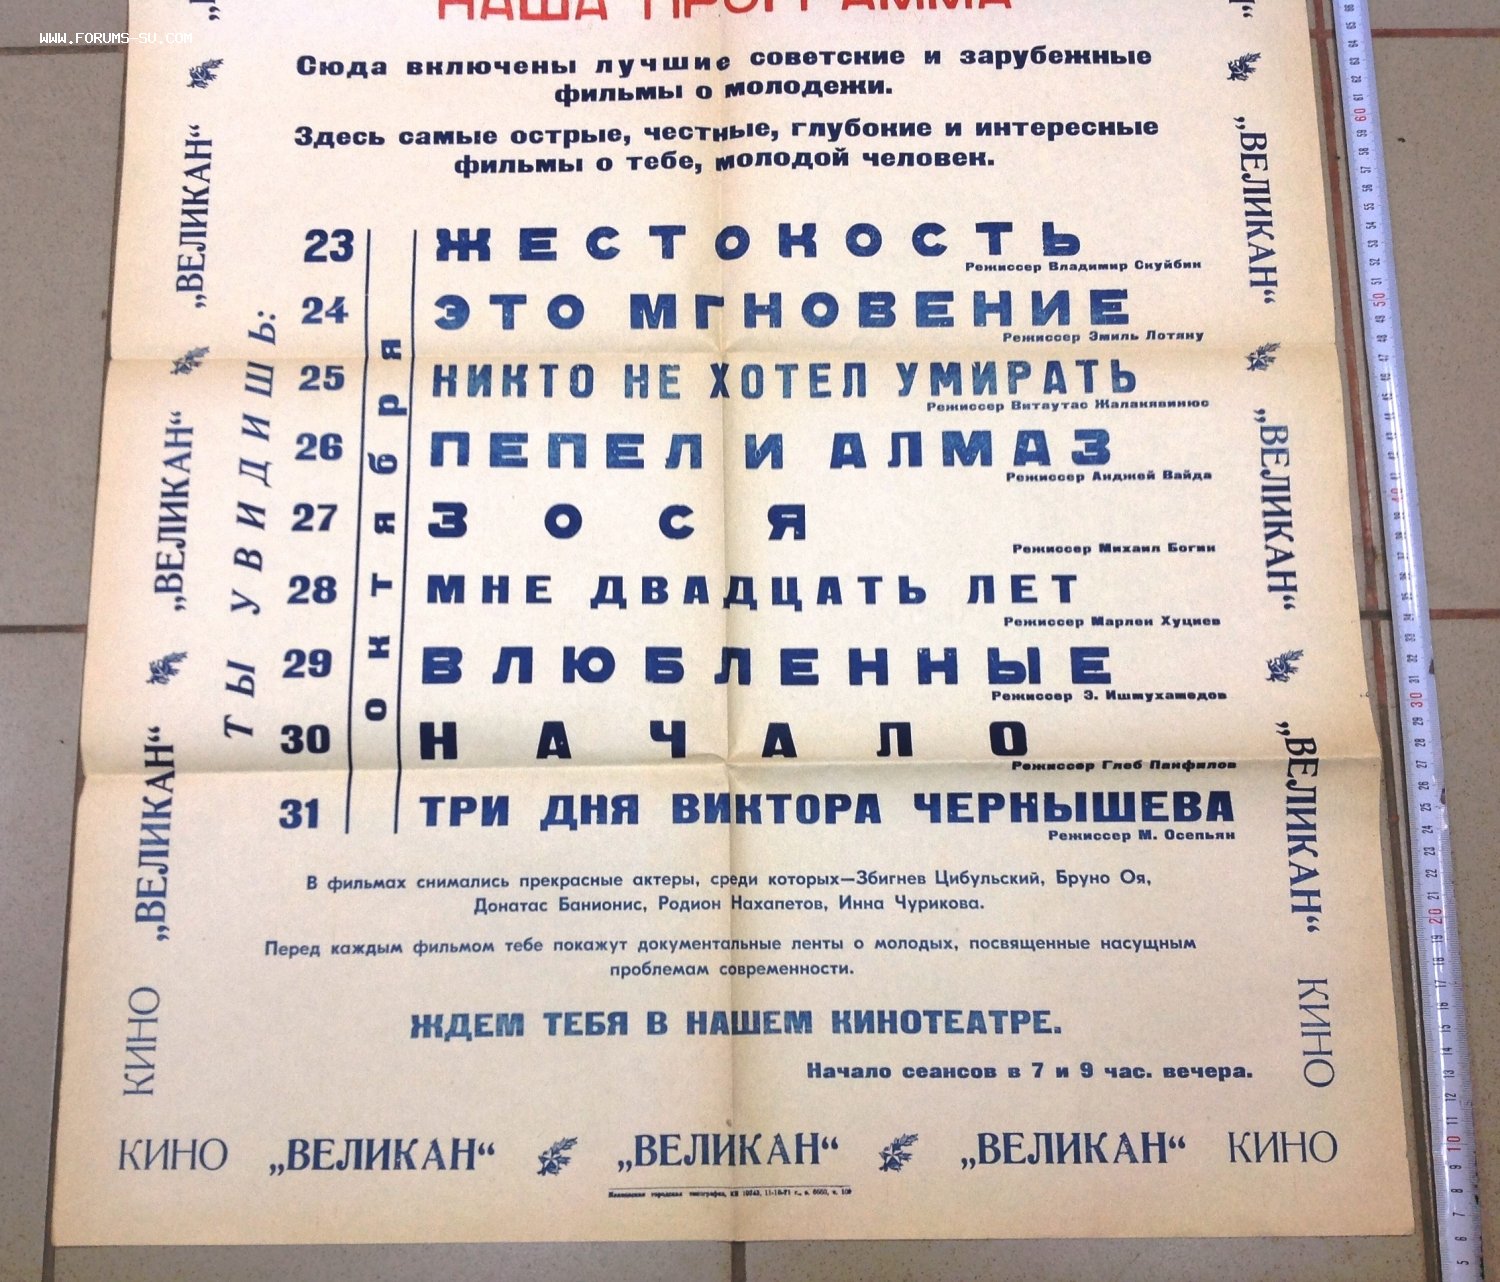 WWW.FORUMS-SU.COM
НАША ПРОГРАММА
Сюда включены лучшие советские и зарубежные
фильмы о молодежи.
Здесь самые острые, честные, глубокие и интересные
фильмы о тебе, молодой человек.
ТЫ УВИДИШЬ:
октября
23 ЖЕСТОКОСТЬ
Режиссер Владимир Скуйбин
24 ЭТО МГНОВЕНИЕ
Режиссер Эмиль Лотяну
25 НИКТО НЕ ХОТЕЛ УМИРАТЬ
Режиссер Витаутас Жалакявичюс
26 ПЕПЕЛ И АЛМАЗ
Режиссер Анджей Вайда
27 ЗОСЯ
Режиссер Михаил Богин
28 МНЕ ДВАДЦАТЬ ЛЕТ
Режиссер Марлен Хуциев
29 ВЛЮБЛЕННЫЕ
Режиссер Э. Ишмухамедов
30 НАЧАЛО
Режиссер Глеб Панфилов
31 ТРИ ДНЯ ВИКТОРА ЧЕРНЫШЕВА
Режиссер М. Осепьян
В фильмах снимались прекрасные актеры, среди которых—Збигнев Цибульский, Бруно Оя,
Донатас Банионис, Родион Нахапетов, Инна Чурикова.
Перед каждым фильмом тебе покажут документальные ленты о молодых, посвященные насущным
проблемам современности.
ЖДЕМ ТЕБЯ В НАШЕМ КИНОТЕАТРЕ.
Начало сеансов в 7 и 9 час. вечера.
КИНО „ВЕЛИКАН“ „ВЕЛИКАН“ „ВЕЛИКАН“ КИНО
городская типография,
„ВЕЛИКАН“
„ВЕЛИКАН“
„ВЕЛИКАН“
КИНО
„ВЕЛИКАН“
„ВЕЛИКАН“
„ВЕЛИКАН“
КИНО